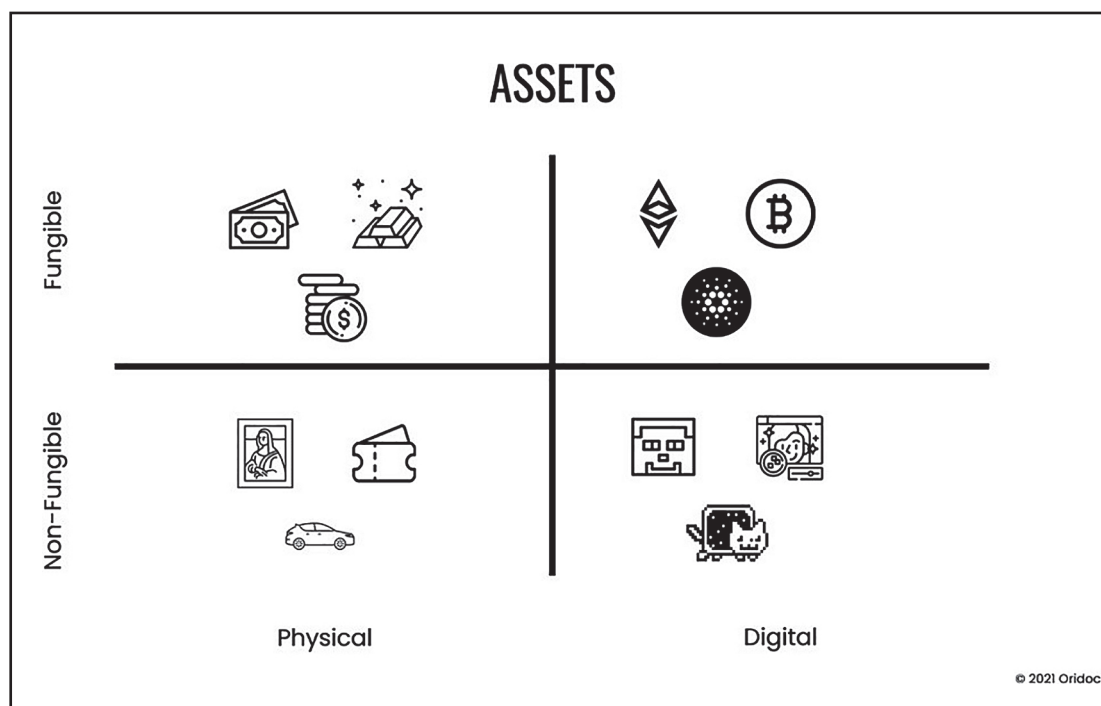 ASSETS
Fungible
Non-Fungible
Physical
Digital
© 2021 Oridoc